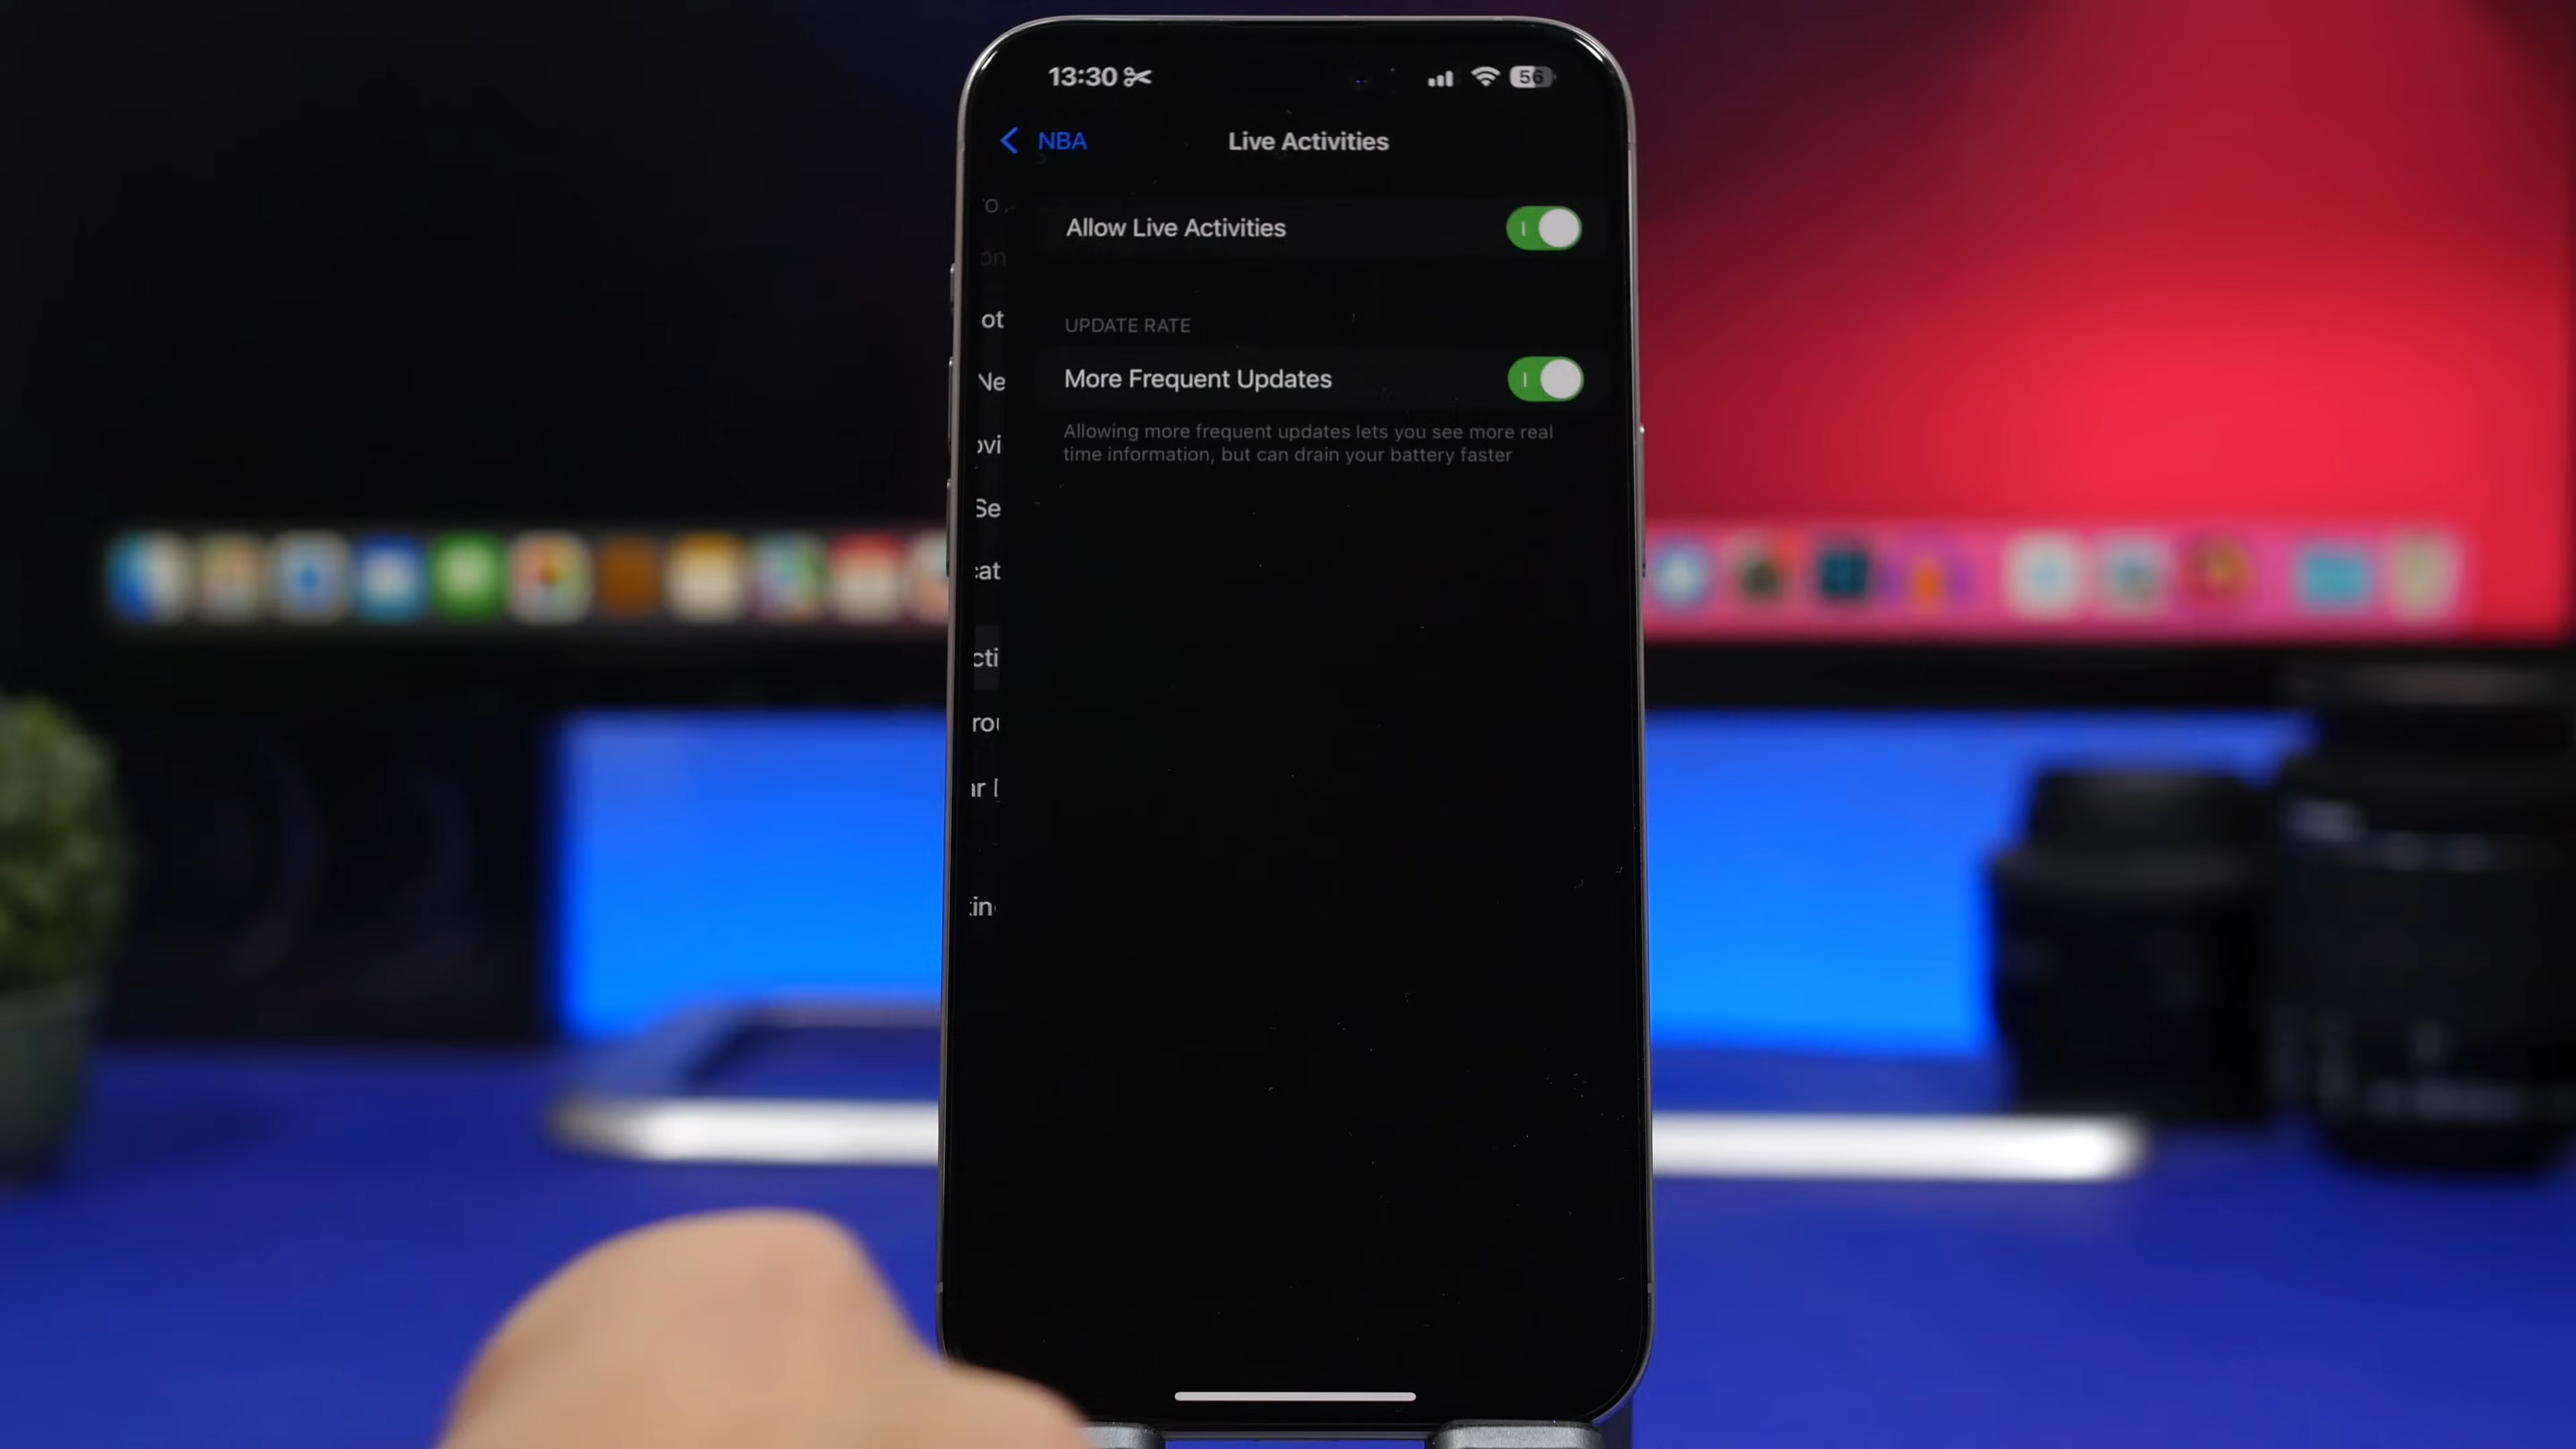 13:30
56
NBA
Live Activities
Allow Live Activities
UPDATE RATE
More Frequent Updates
Allowing more frequent updates lets you see more real
time information, but can drain your battery faster